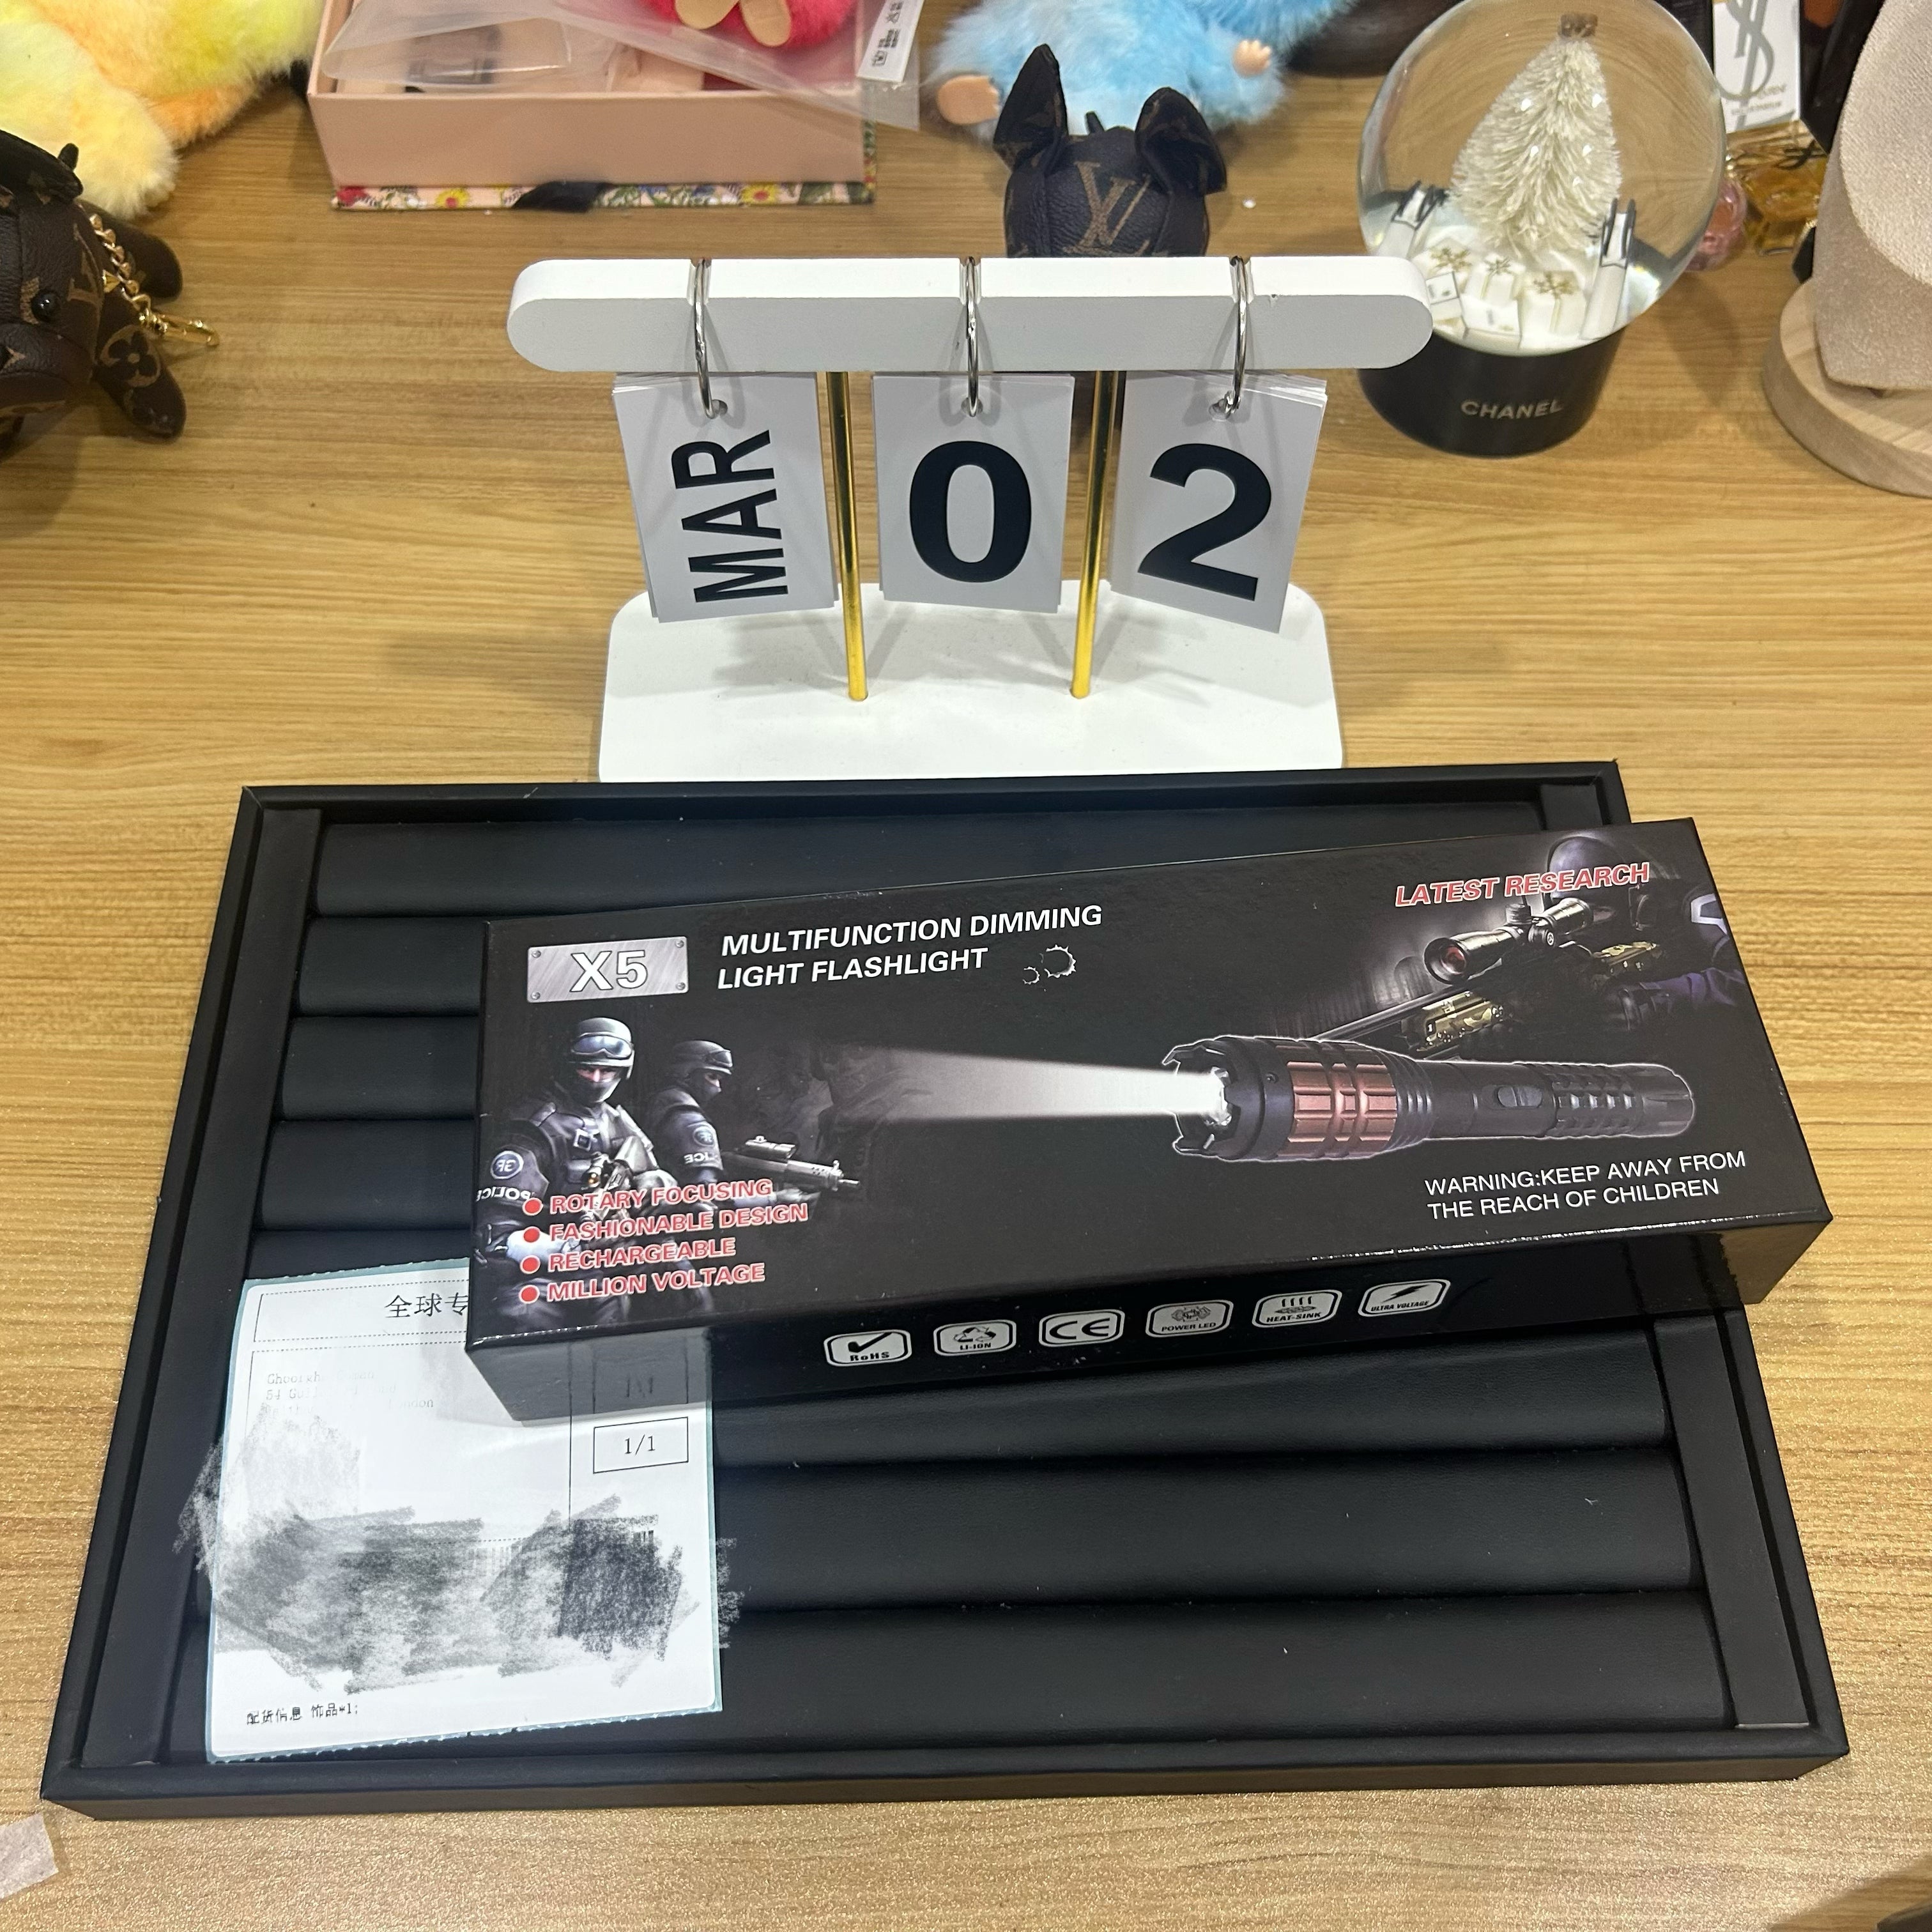 CHANEL
MAR 02
X5
MULTIFUNCTION DIMMING
LIGHT FLASHLIGHT
LATEST RESEARCH
POLICE
ROTARY FOCUSING
FASHIONABLE DESIGN
RECHARGEABLE
MILLION VOLTAGE
WARNING:KEEP AWAY FROM
THE REACH OF CHILDREN
RoHS
LI-ION
CE
POWER LED
HEAT-SINK
ULTRA VOLTAGE
全球专
1/1
配货信息 饰品*1;